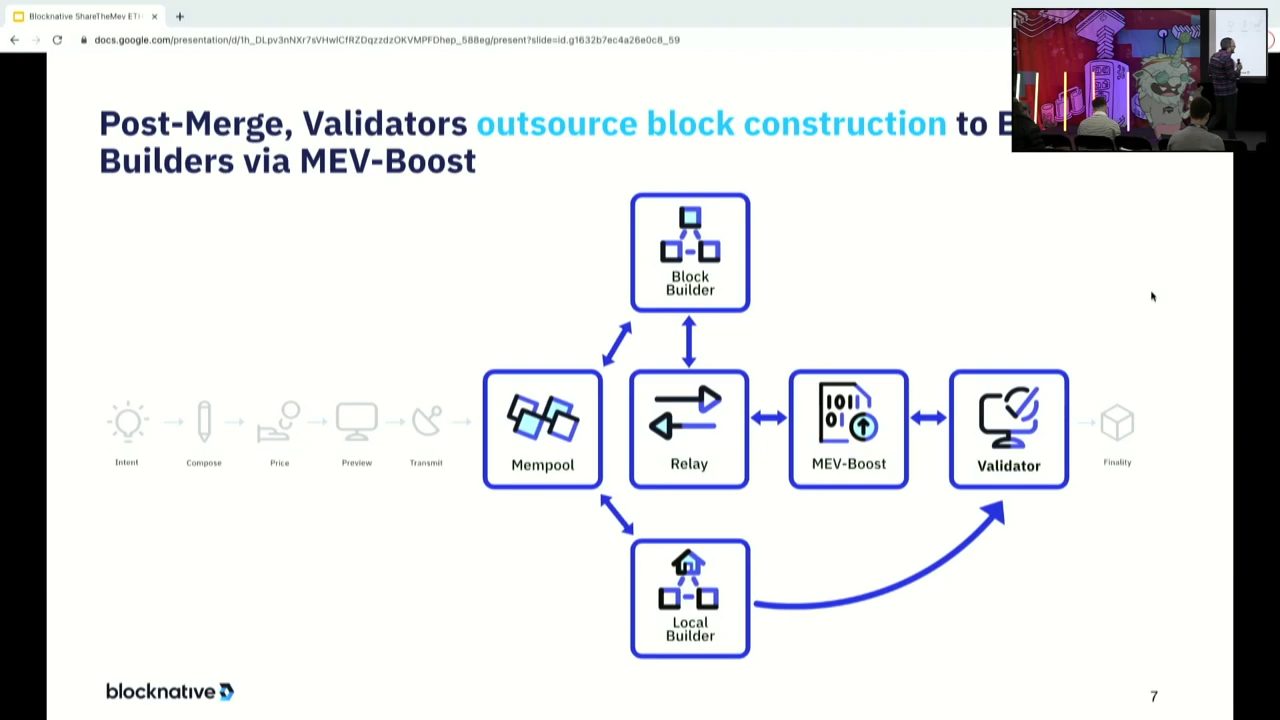 Blocknative ShareTheMev ETH
docs.google.com/presentation/d/1h_DLpv3nNXr7sVHwlCfRZDqzzdzOKVMPFDhep_588eg/present?slide=id.g1632b7ec4a26e0c8_59
Post-Merge, Validators outsource block construction to B
Builders via MEV-Boost
Block
Builder
Intent
Compose
Price
Preview
Transmit
Mempool
Relay
MEV-Boost
Validator
Finality
Local
Builder
blocknative
7